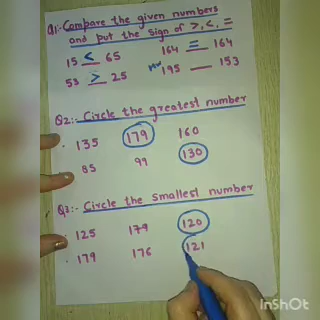 Q1:- Compare the given numbers
and put the sign of >, <, =
15 < 65 164 = 164
53 > 25 195 __ 153
Q2:- Circle the greatest number
135 179 160
85 99 130
Q3:- Circle the smallest number
125 179 120
179 176 121
InShot